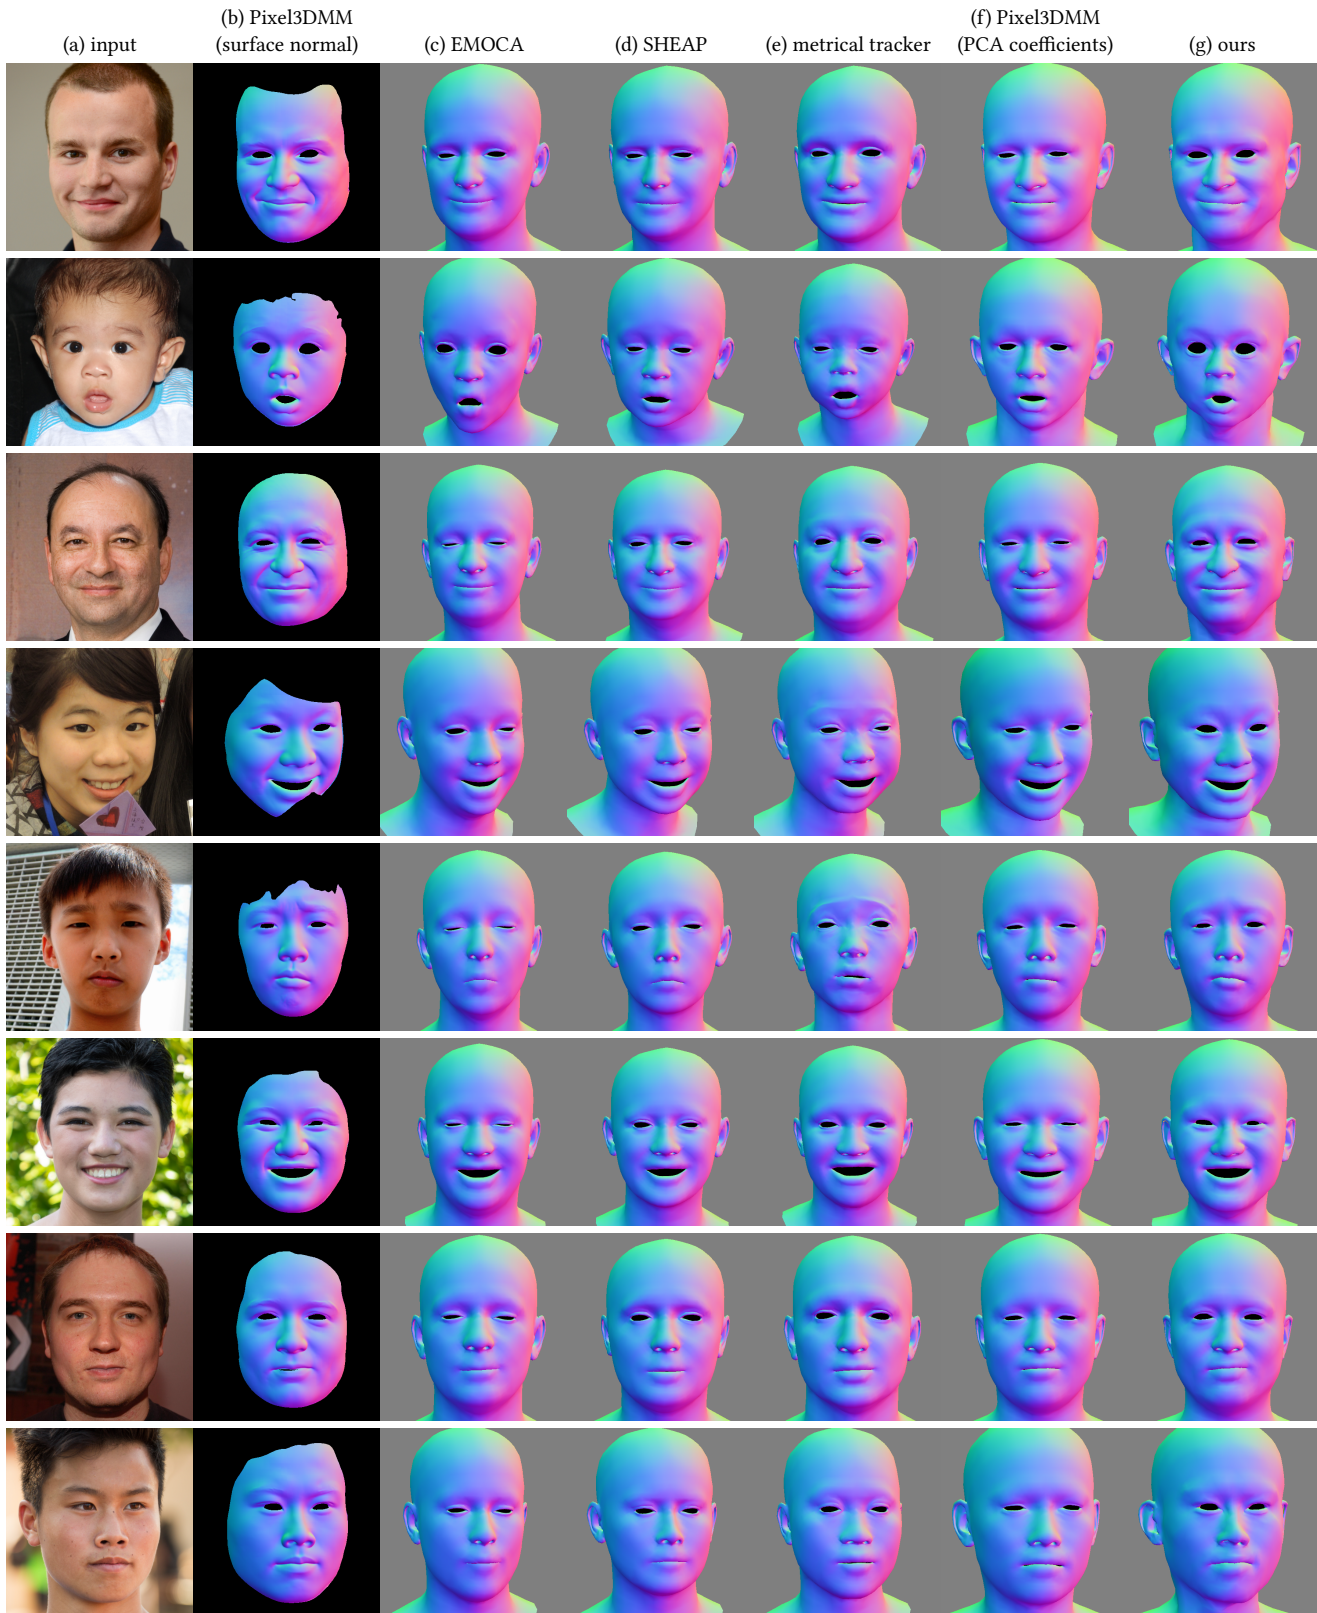 (a) input
(b) Pixel3DMM
(surface normal)
(c) EMOCA
(d) SHEAP
(e) metrical tracker
(f) Pixel3DMM
(PCA coefficients)
(g) ours